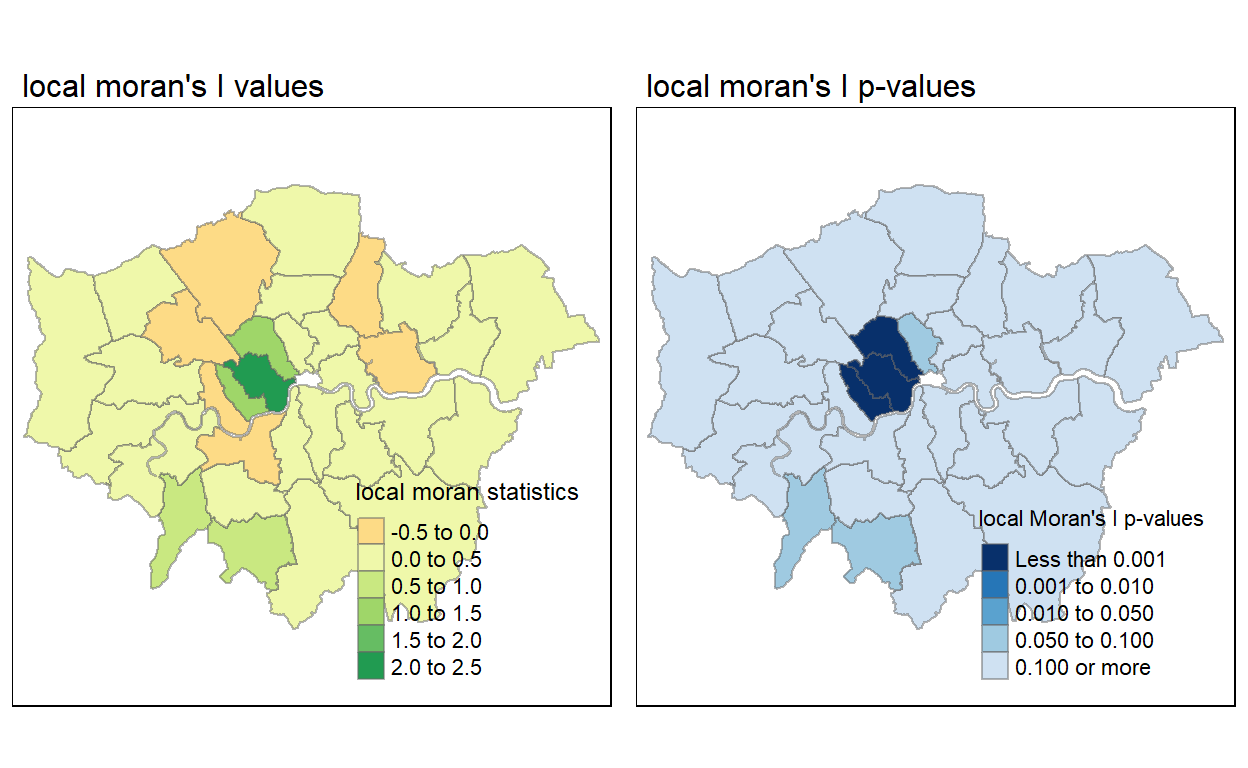 local moran's I values
local moran statistics
-0.5 to 0.0
0.0 to 0.5
0.5 to 1.0
1.0 to 1.5
1.5 to 2.0
2.0 to 2.5
local moran's I p-values
local Moran's I p-values
Less than 0.001
0.001 to 0.010
0.010 to 0.050
0.050 to 0.100
0.100 or more